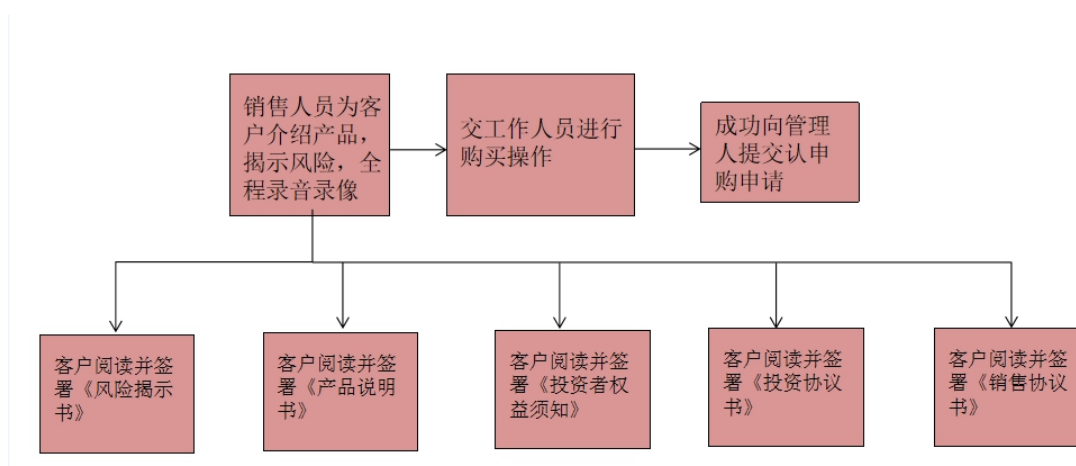 销售人员为客
户介绍产品，
揭示风险，全
程录音录像
交工作人员进行
购买操作
成功向管理
人提交认申
购申请
客户阅读并签
署《风险揭示
书》
客户阅读并签
署《产品说明
书》
客户阅读并签
署《投资者权
益须知》
客户阅读并签
署《投资协议
书》
客户阅读并签
署《销售协议
书》